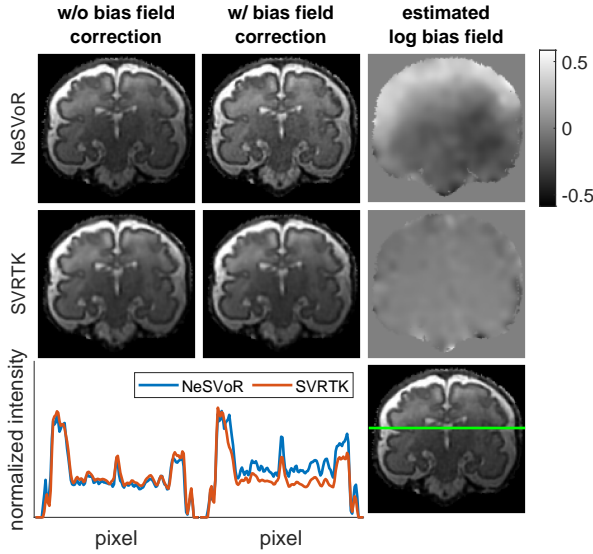 w/o bias field correction
w/ bias field correction
estimated log bias field
NeSVoR
0.5
0
-0.5
SVRTK
normalized intensity
NeSVoR SVRTK
pixel
pixel